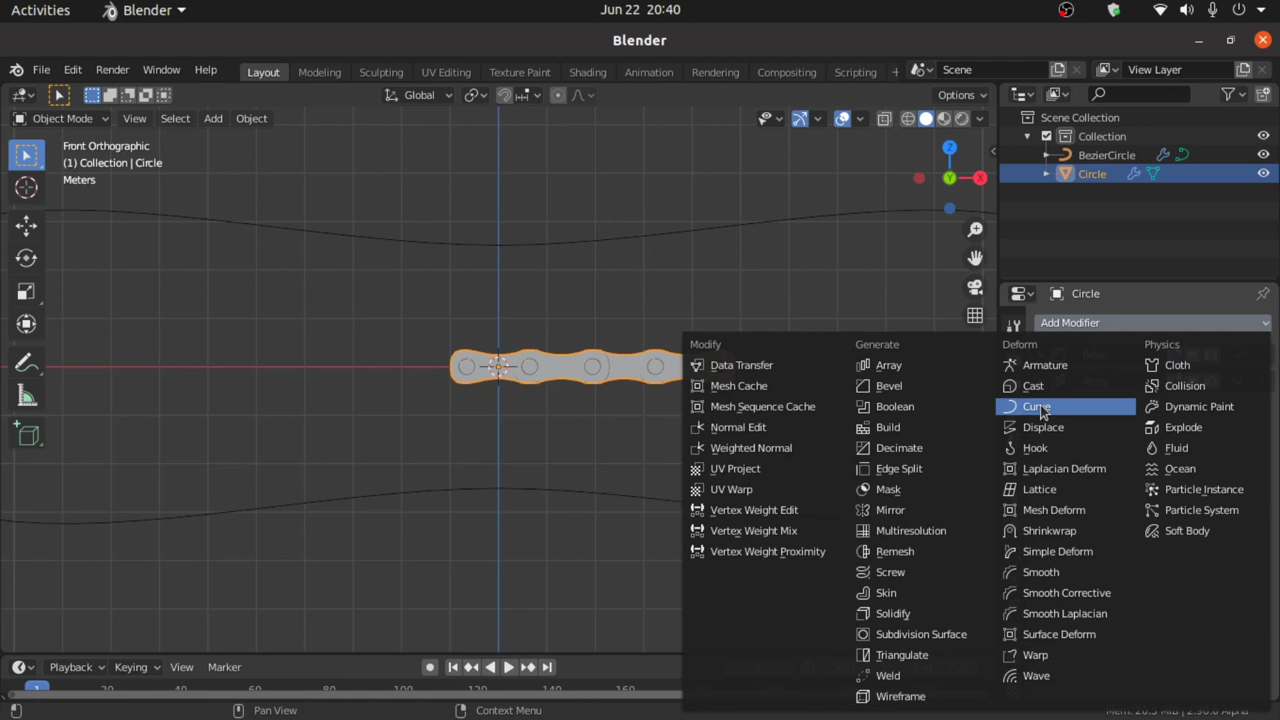 Activities Blender Jun 22 20:40
Blender
File Edit Render Window Help Layout Modeling Sculpting UV Editing Texture Paint Shading Animation Rendering Compositing Scripting + Scene View Layer
Global Options
Object Mode View Select Add Object
Front Orthographic
(1) Collection | Circle
Meters
Z
Y X
Scene Collection
Collection
BezierCircle
Circle
Circle
Add Modifier
Modify
Data Transfer
Mesh Cache
Mesh Sequence Cache
Normal Edit
Weighted Normal
UV Project
UV Warp
Vertex Weight Edit
Vertex Weight Mix
Vertex Weight Proximity
Generate
Array
Bevel
Boolean
Build
Decimate
Edge Split
Mask
Mirror
Multiresolution
Remesh
Screw
Skin
Solidify
Subdivision Surface
Triangulate
Weld
Wireframe
Deform
Armature
Cast
Curve
Displace
Hook
Laplacian Deform
Lattice
Mesh Deform
Shrinkwrap
Simple Deform
Smooth
Smooth Corrective
Smooth Laplacian
Surface Deform
Warp
Wave
Physics
Cloth
Collision
Dynamic Paint
Explode
Fluid
Ocean
Particle Instance
Particle System
Soft Body
Playback Keying View Marker
1 20 120 140 160
Pan View Context Menu